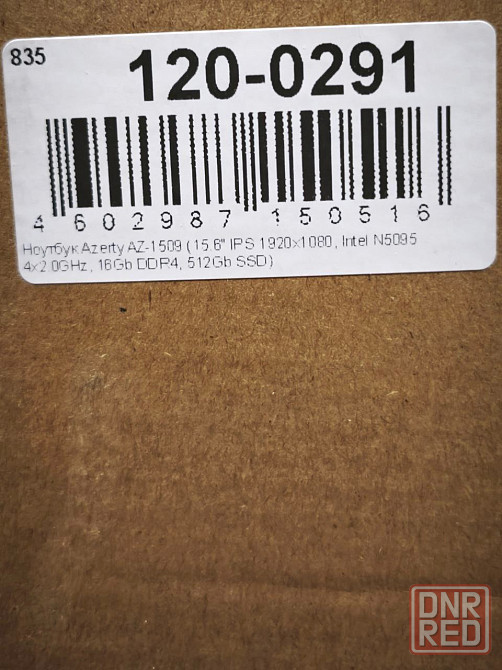 835
120-0291
4 602987 150516
Ноутбук Azerty AZ-1509 (15.6" IPS 1920x1080, Intel N5095
4x2.0GHz, 16Gb DDR4, 512Gb SSD)
DNR
RED